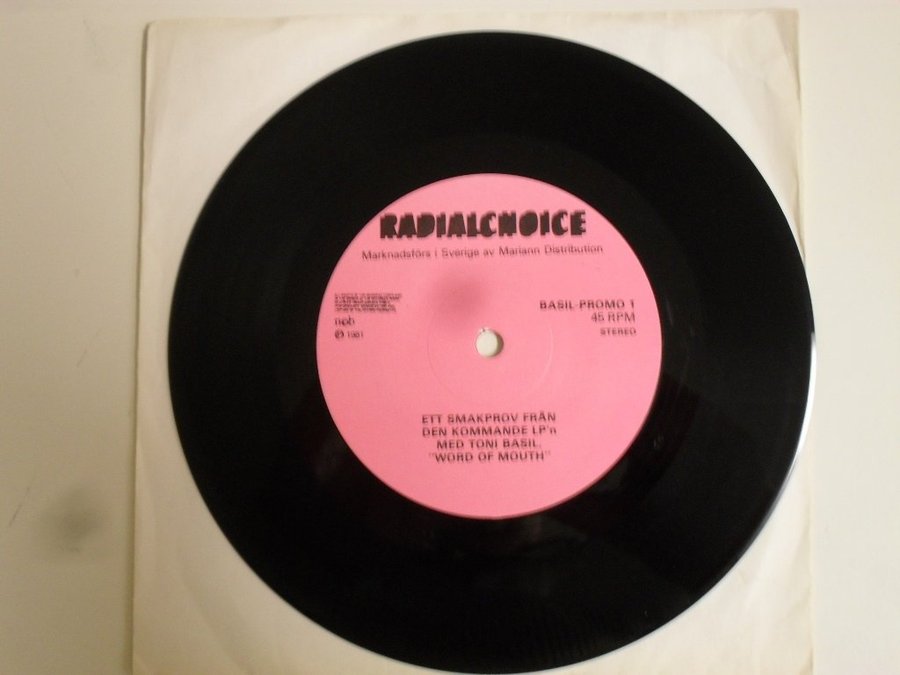 RADIALCHOICE
Marknadsförs i Sverige av Mariann Distribution
BASIL-PROMO 1
45 RPM
STEREO
ncb
Ⓟ 1981
ETT SMAKPROV FRÅN
DEN KOMMANDE LP'n
MED TONI BASIL,
"WORD OF MOUTH"